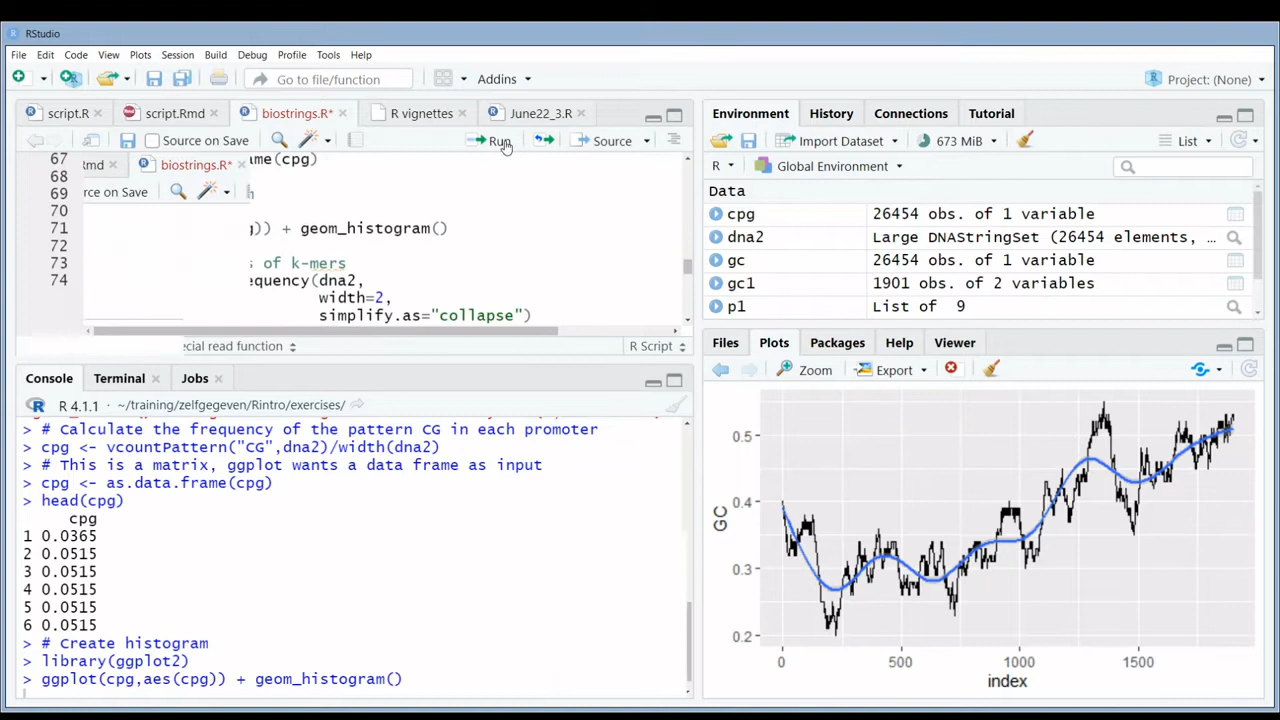 RStudio
File Edit Code View Plots Session Build Debug Profile Tools Help
Go to file/function Addins Project: (None)
script.R script.Rmd biostrings.R* R vignettes June22_3.R
Source on Save Run Source
67 ame(cpg)
68 md biostrings.R*
69 rce on Save
70
71 )) + geom_histogram()
72
73 s of k-mers
74 equency(dna2,
width=2,
simplify.as="collapse")
cial read function R Script
Console Terminal Jobs
R 4.1.1 · ~/training/zelfgegeven/Rintro/exercises/
> # Calculate the frequency of the pattern CG in each promoter
> cpg <- vcountPattern("CG",dna2)/width(dna2)
> # This is a matrix, ggplot wants a data frame as input
> cpg <- as.data.frame(cpg)
> head(cpg)
cpg
1 0.0365
2 0.0515
3 0.0515
4 0.0515
5 0.0515
6 0.0515
> # Create histogram
> library(ggplot2)
> ggplot(cpg,aes(cpg)) + geom_histogram()
Environment History Connections Tutorial
Import Dataset 673 MiB List
R Global Environment
Data
cpg 26454 obs. of 1 variable
dna2 Large DNAStringSet (26454 elements, …
gc 26454 obs. of 1 variable
gc1 1901 obs. of 2 variables
p1 List of 9
Files Plots Packages Help Viewer
Zoom Export
0.5
0.4
0.3
0.2
GC
0 500 1000 1500
index